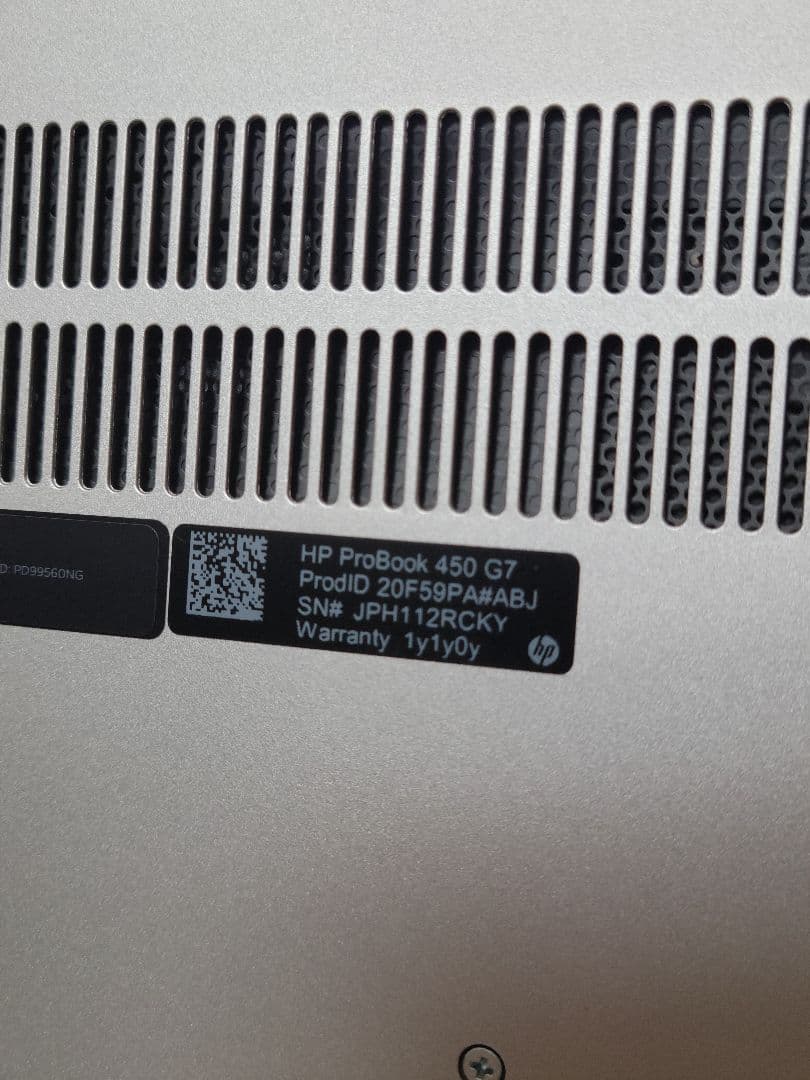 D: PD99560NG
HP ProBook 450 G7
ProdID 20F59PA#ABJ
SN# JPH112RCKY
Warranty 1y1y0y
hp